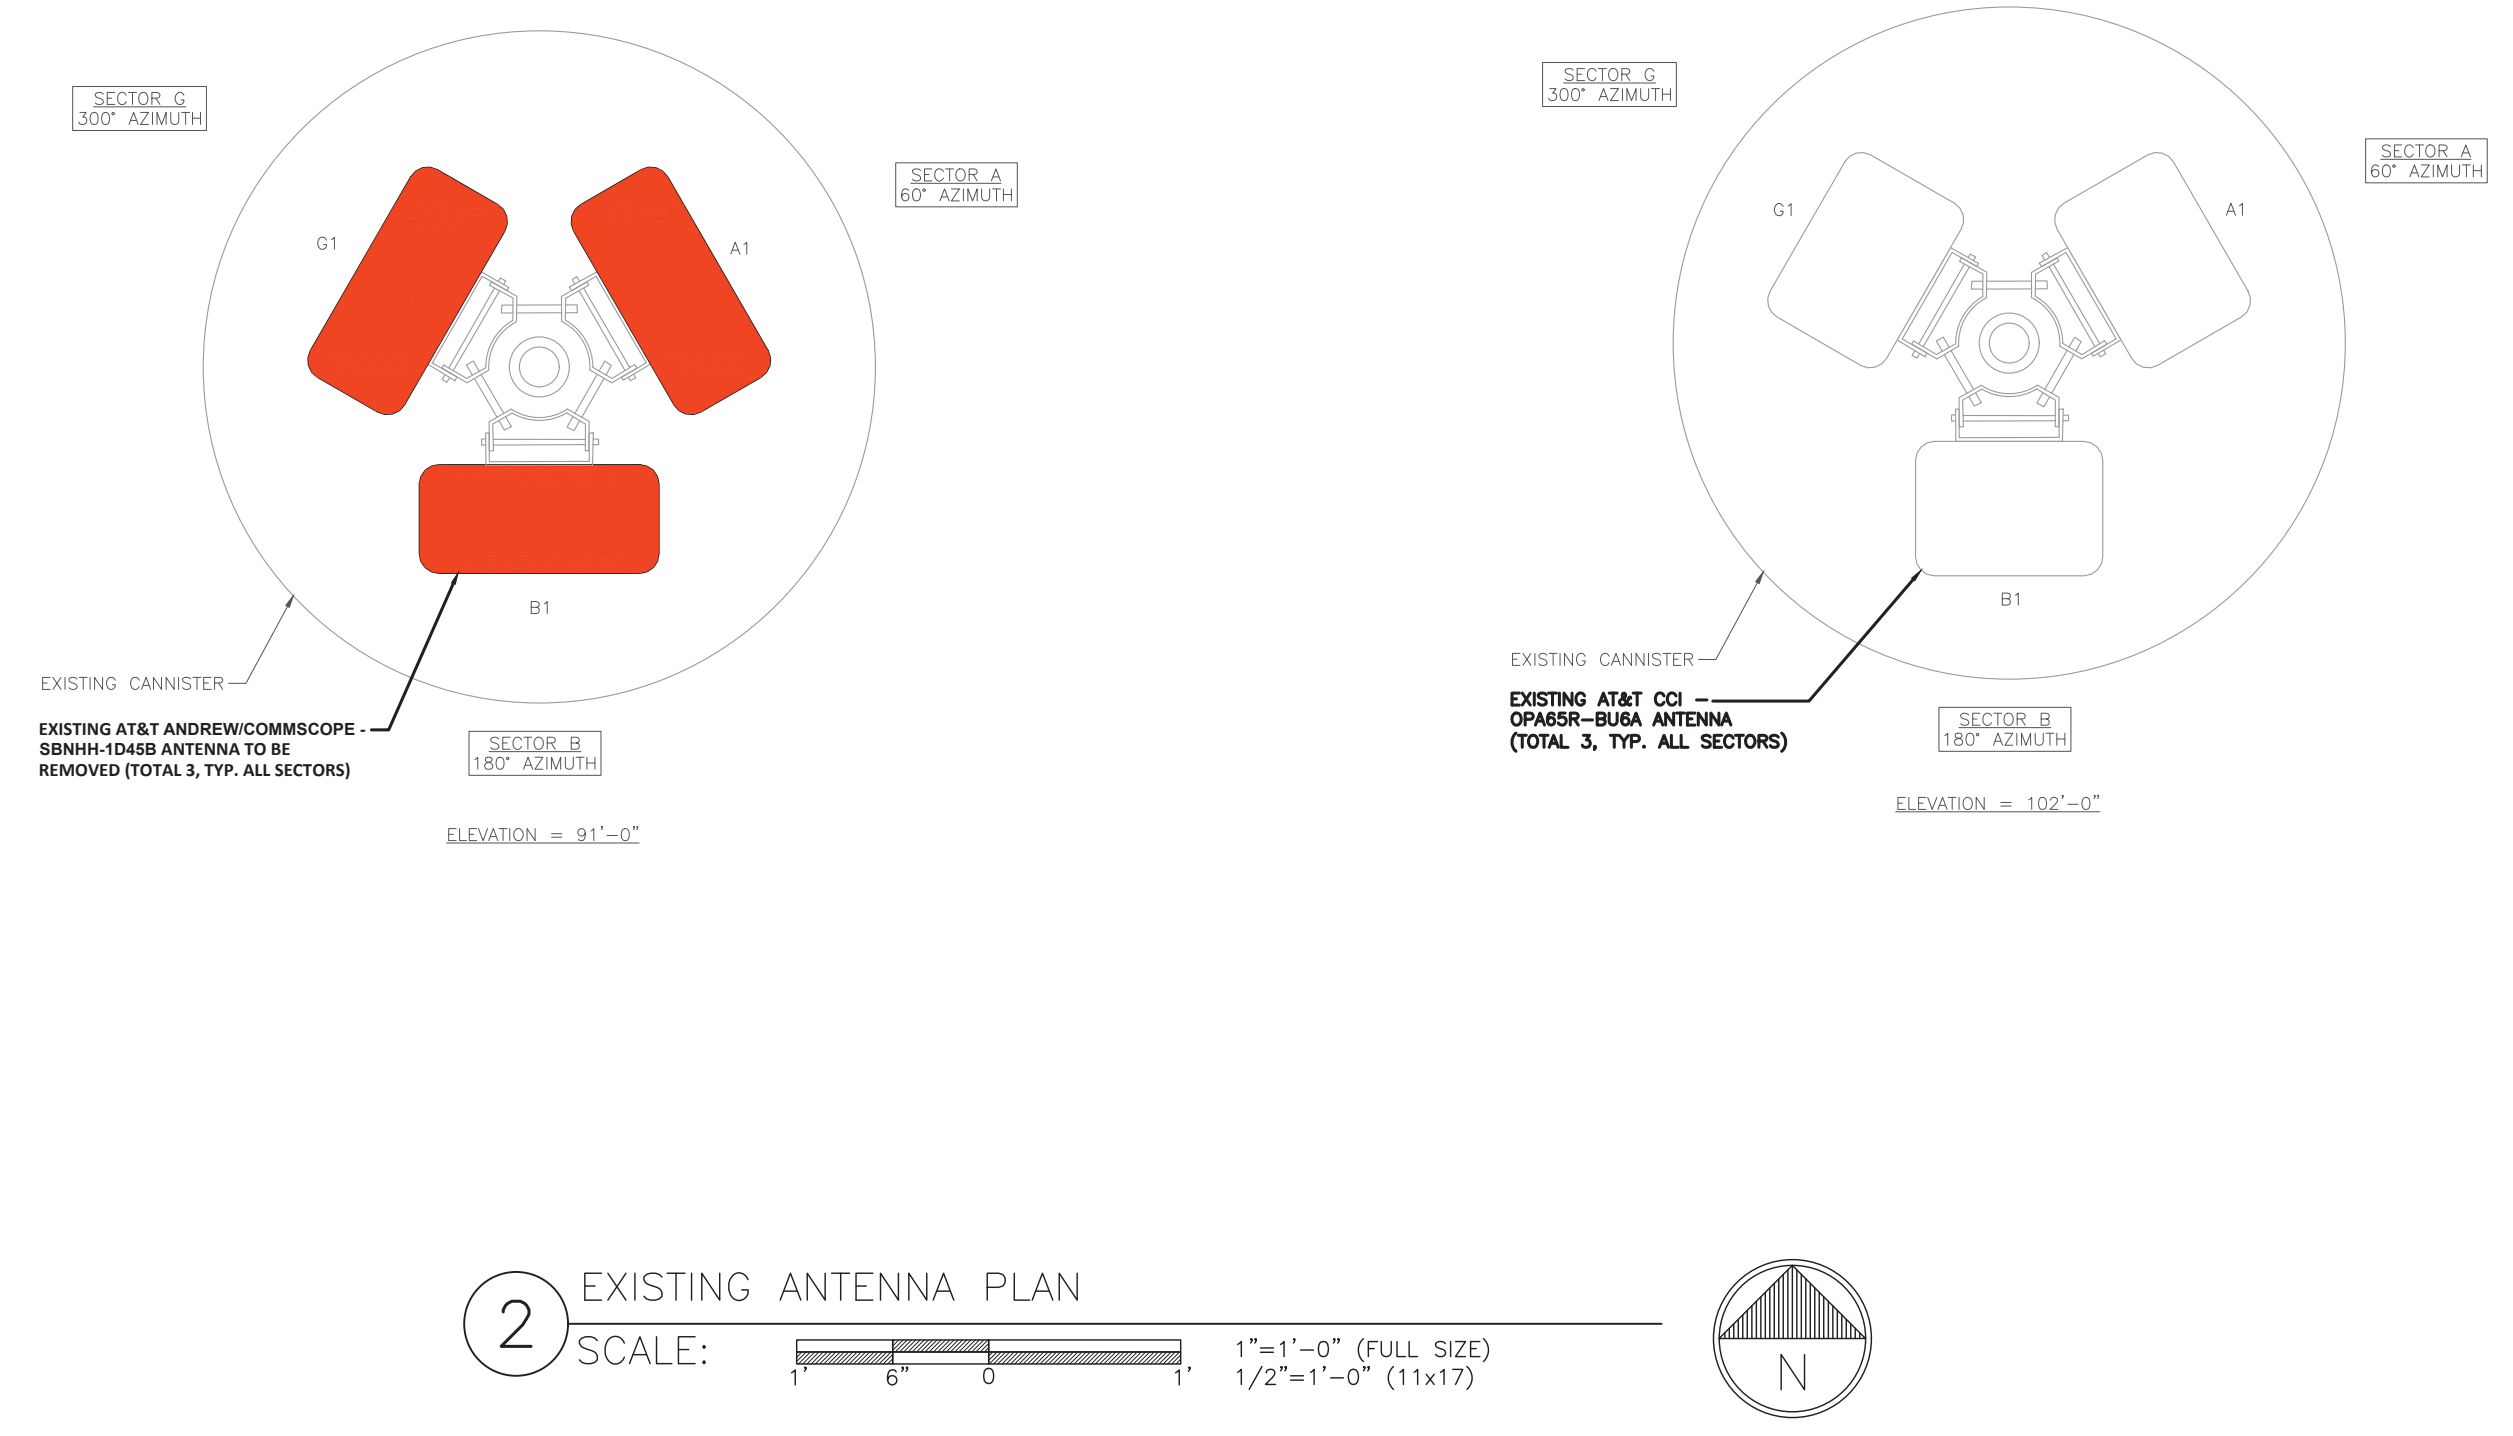 SECTOR G
300° AZIMUTH
SECTOR A
60° AZIMUTH
G1
A1
B1
EXISTING CANNISTER
EXISTING AT&T ANDREW/COMMSCOPE -
SBNHH-1D45B ANTENNA TO BE
REMOVED (TOTAL 3, TYP. ALL SECTORS)
SECTOR B
180° AZIMUTH
ELEVATION = 91'-0"
SECTOR G
300° AZIMUTH
SECTOR A
60° AZIMUTH
G1
A1
B1
EXISTING CANNISTER
EXISTING AT&T CCI
OPA65R-BU6A ANTENNA
(TOTAL 3, TYP. ALL SECTORS)
SECTOR B
180° AZIMUTH
ELEVATION = 102'-0"
2
EXISTING ANTENNA PLAN
SCALE:
1' 6" 0 1'
1"=1'-0" (FULL SIZE)
1/2"=1'-0" (11x17)
N